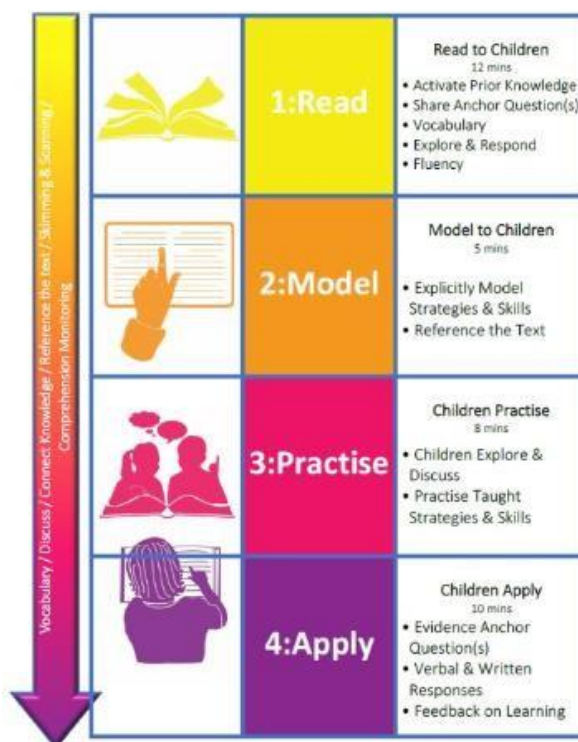 Vocabulary / Discuss / Connect Knowledge / Reference the text / Skimming & Scanning /
Comprehension Monitoring
1:Read
Read to Children
12 mins
• Activate Prior Knowledge
• Share Anchor Question(s)
• Vocabulary
• Explore & Respond
• Fluency
2:Model
Model to Children
5 mins
• Explicitly Model
Strategies & Skills
• Reference the Text
3:Practise
Children Practise
8 mins
• Children Explore &
Discuss
• Practise Taught
Strategies & Skills
4:Apply
Children Apply
10 mins
• Evidence Anchor
Question(s)
• Verbal & Written
Responses
• Feedback on Learning